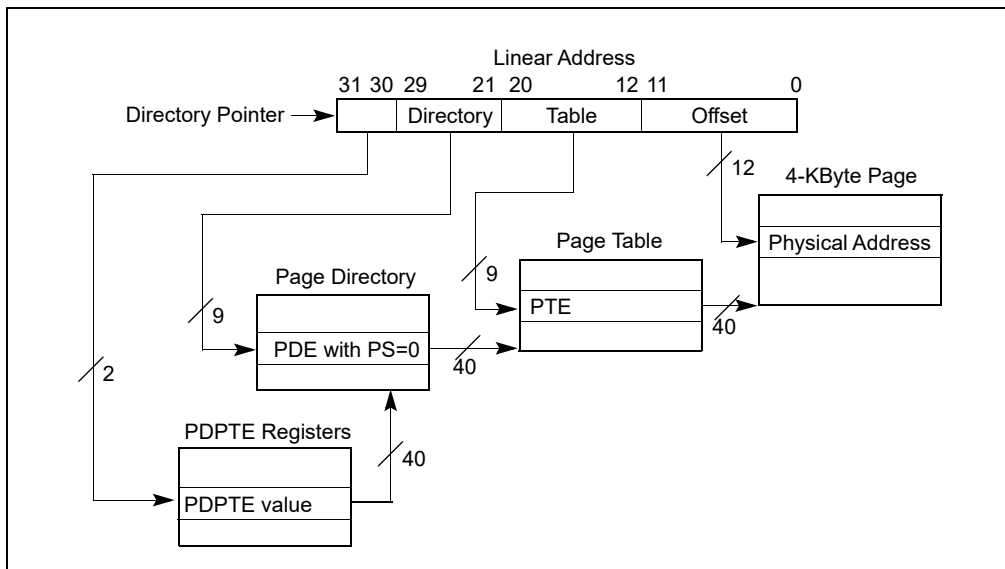 Linear Address
31 30 29 21 20 12 11 0
Directory Pointer Directory Table Offset
12
4-KByte Page
Physical Address
Page Table
9
PTE
40
Page Directory
9
PDE with PS=0
40
2
PDPTE Registers
40
PDPTE value